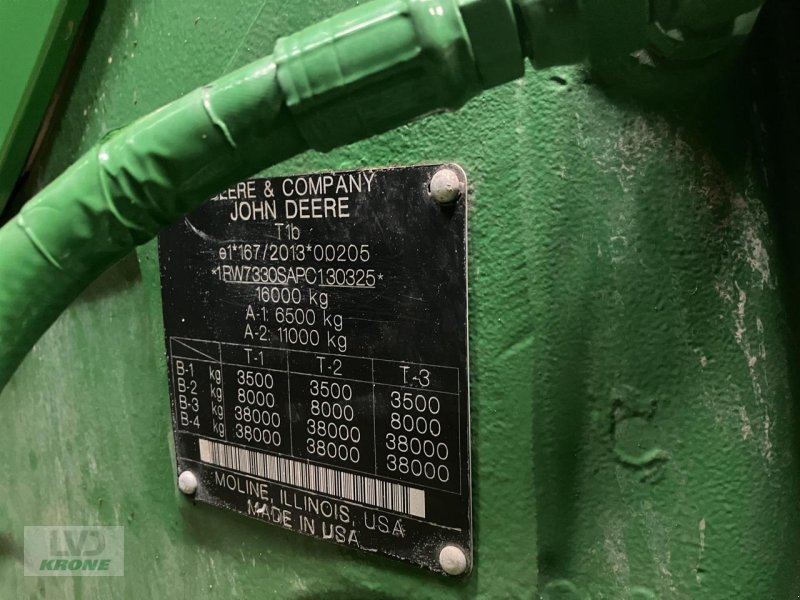 DEERE & COMPANY
JOHN DEERE
T1b
e1*167/2013*00205
*1RW7330SAPC130325*
16000 kg
A-1: 6500 kg
A-2: 11000 kg
T-1 T-2 T-3
B-1 kg 3500 3500 3500
B-2 kg 8000 8000 8000
B-3 kg 38000 38000 38000
B-4 kg 38000 38000 38000
MOLINE, ILLINOIS, USA
MADE IN USA
LVD
KRONE